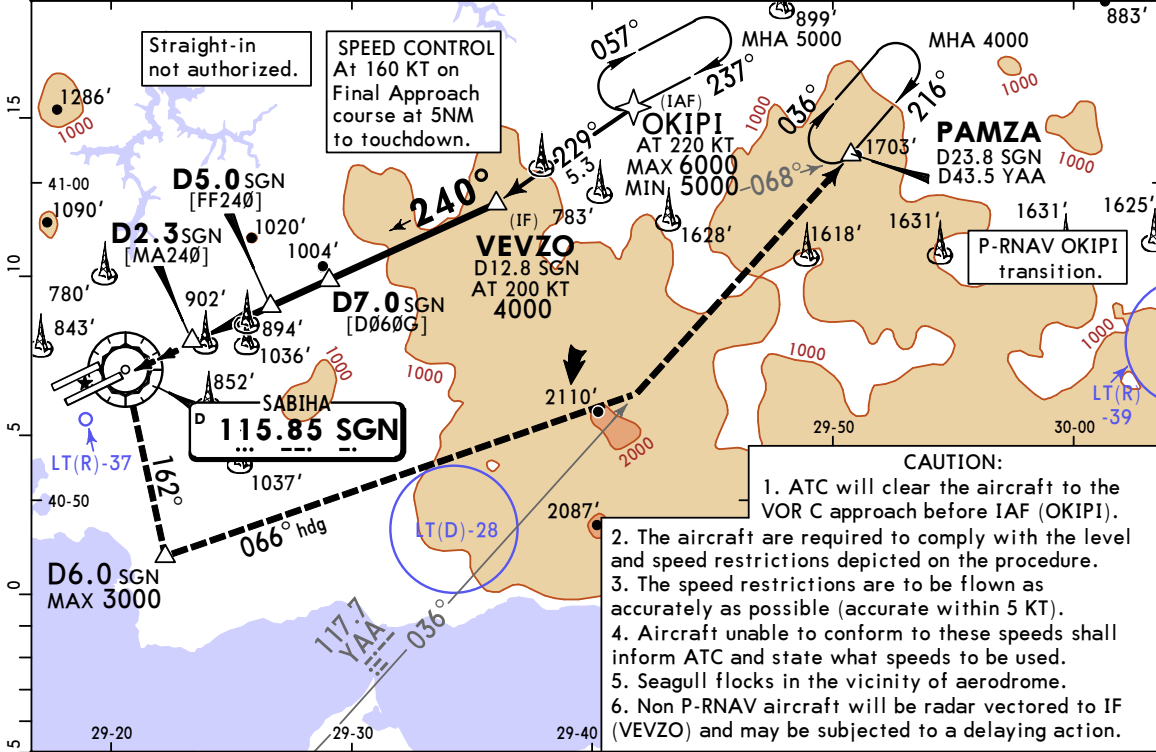 899'
883'
MHA 5000
MHA 4000
Straight-in
not authorized.
SPEED CONTROL
At 160 KT on
Final Approach
course at 5NM
to touchdown.
057°
237°
036°
216°
15
1286'
1000
1000
1000
1000
(IAF)
OKIPI
AT 220 KT
MAX 6000
MIN 5000
068°
PAMZA
D23.8 SGN
D43.5 YAA
1703'
229°
5.3
41-00
D5.0 SGN
[FF24Ø]
240°
1090'
1020'
D2.3 SGN
[MA24Ø]
1004'
(IF)
VEVZO
D12.8 SGN
AT 200 KT
4000
783'
1628'
1618'
1631'
1631'
1625'
P-RNAV OKIPI
transition.
10
780'
902'
D7.0 SGN
[DØ6ØG]
843'
894'
1036'
1000
1000
1000
1000
852'
2110'
LT(R)
-39
D
SABIHA
115.85 SGN
LT(R)-37
5
162°
1037'
2000
29-50
30-00
40-50
066° hdg
LT(D)-28
2087'
D6.0 SGN
MAX 3000
0
117.7
YAA
036°
5
29-20
29-30
29-40
CAUTION:
1. ATC will clear the aircraft to the
VOR C approach before IAF (OKIPI).
2. The aircraft are required to comply with the level
and speed restrictions depicted on the procedure.
3. The speed restrictions are to be flown as
accurately as possible (accurate within 5 KT).
4. Aircraft unable to conform to these speeds shall
inform ATC and state what speeds to be used.
5. Seagull flocks in the vicinity of aerodrome.
6. Non P-RNAV aircraft will be radar vectored to IF
(VEVZO) and may be subjected to a delaying action.